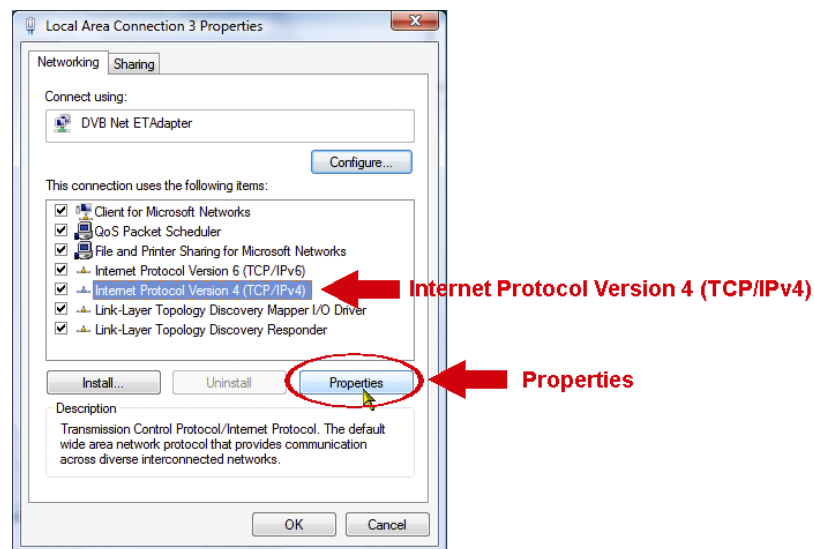 Local Area Connection 3 Properties
Networking
Sharing
Connect using:
DVB Net ETAdapter
Configure...
This connection uses the following items:
Client for Microsoft Networks
QoS Packet Scheduler
File and Printer Sharing for Microsoft Networks
Internet Protocol Version 6 (TCP/IPv6)
Internet Protocol Version 4 (TCP/IPv4)
Internet Protocol Version 4 (TCP/IPv4)
Link-Layer Topology Discovery Mapper I/O Driver
Link-Layer Topology Discovery Responder
Install...
Uninstall
Properties
Properties
Description
Transmission Control Protocol/Internet Protocol. The default
wide area network protocol that provides communication
across diverse interconnected networks.
OK
Cancel